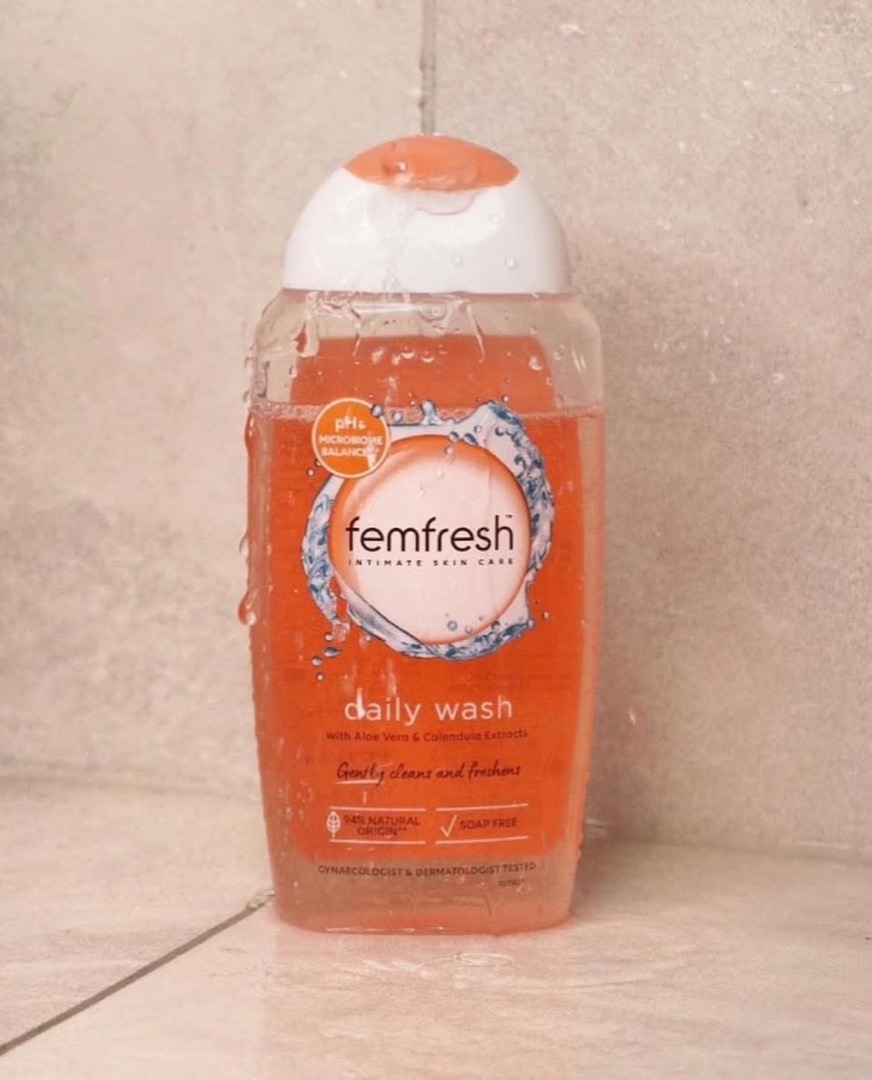 pH &
MICROBIOME
BALANCE
femfresh™
INTIMATE SKIN CARE
daily wash
with Aloe Vera & Calendula Extracts
Gently cleans and freshens
94% NATURAL
ORIGIN**
SOAP FREE
GYNAECOLOGIST & DERMATOLOGIST TESTED